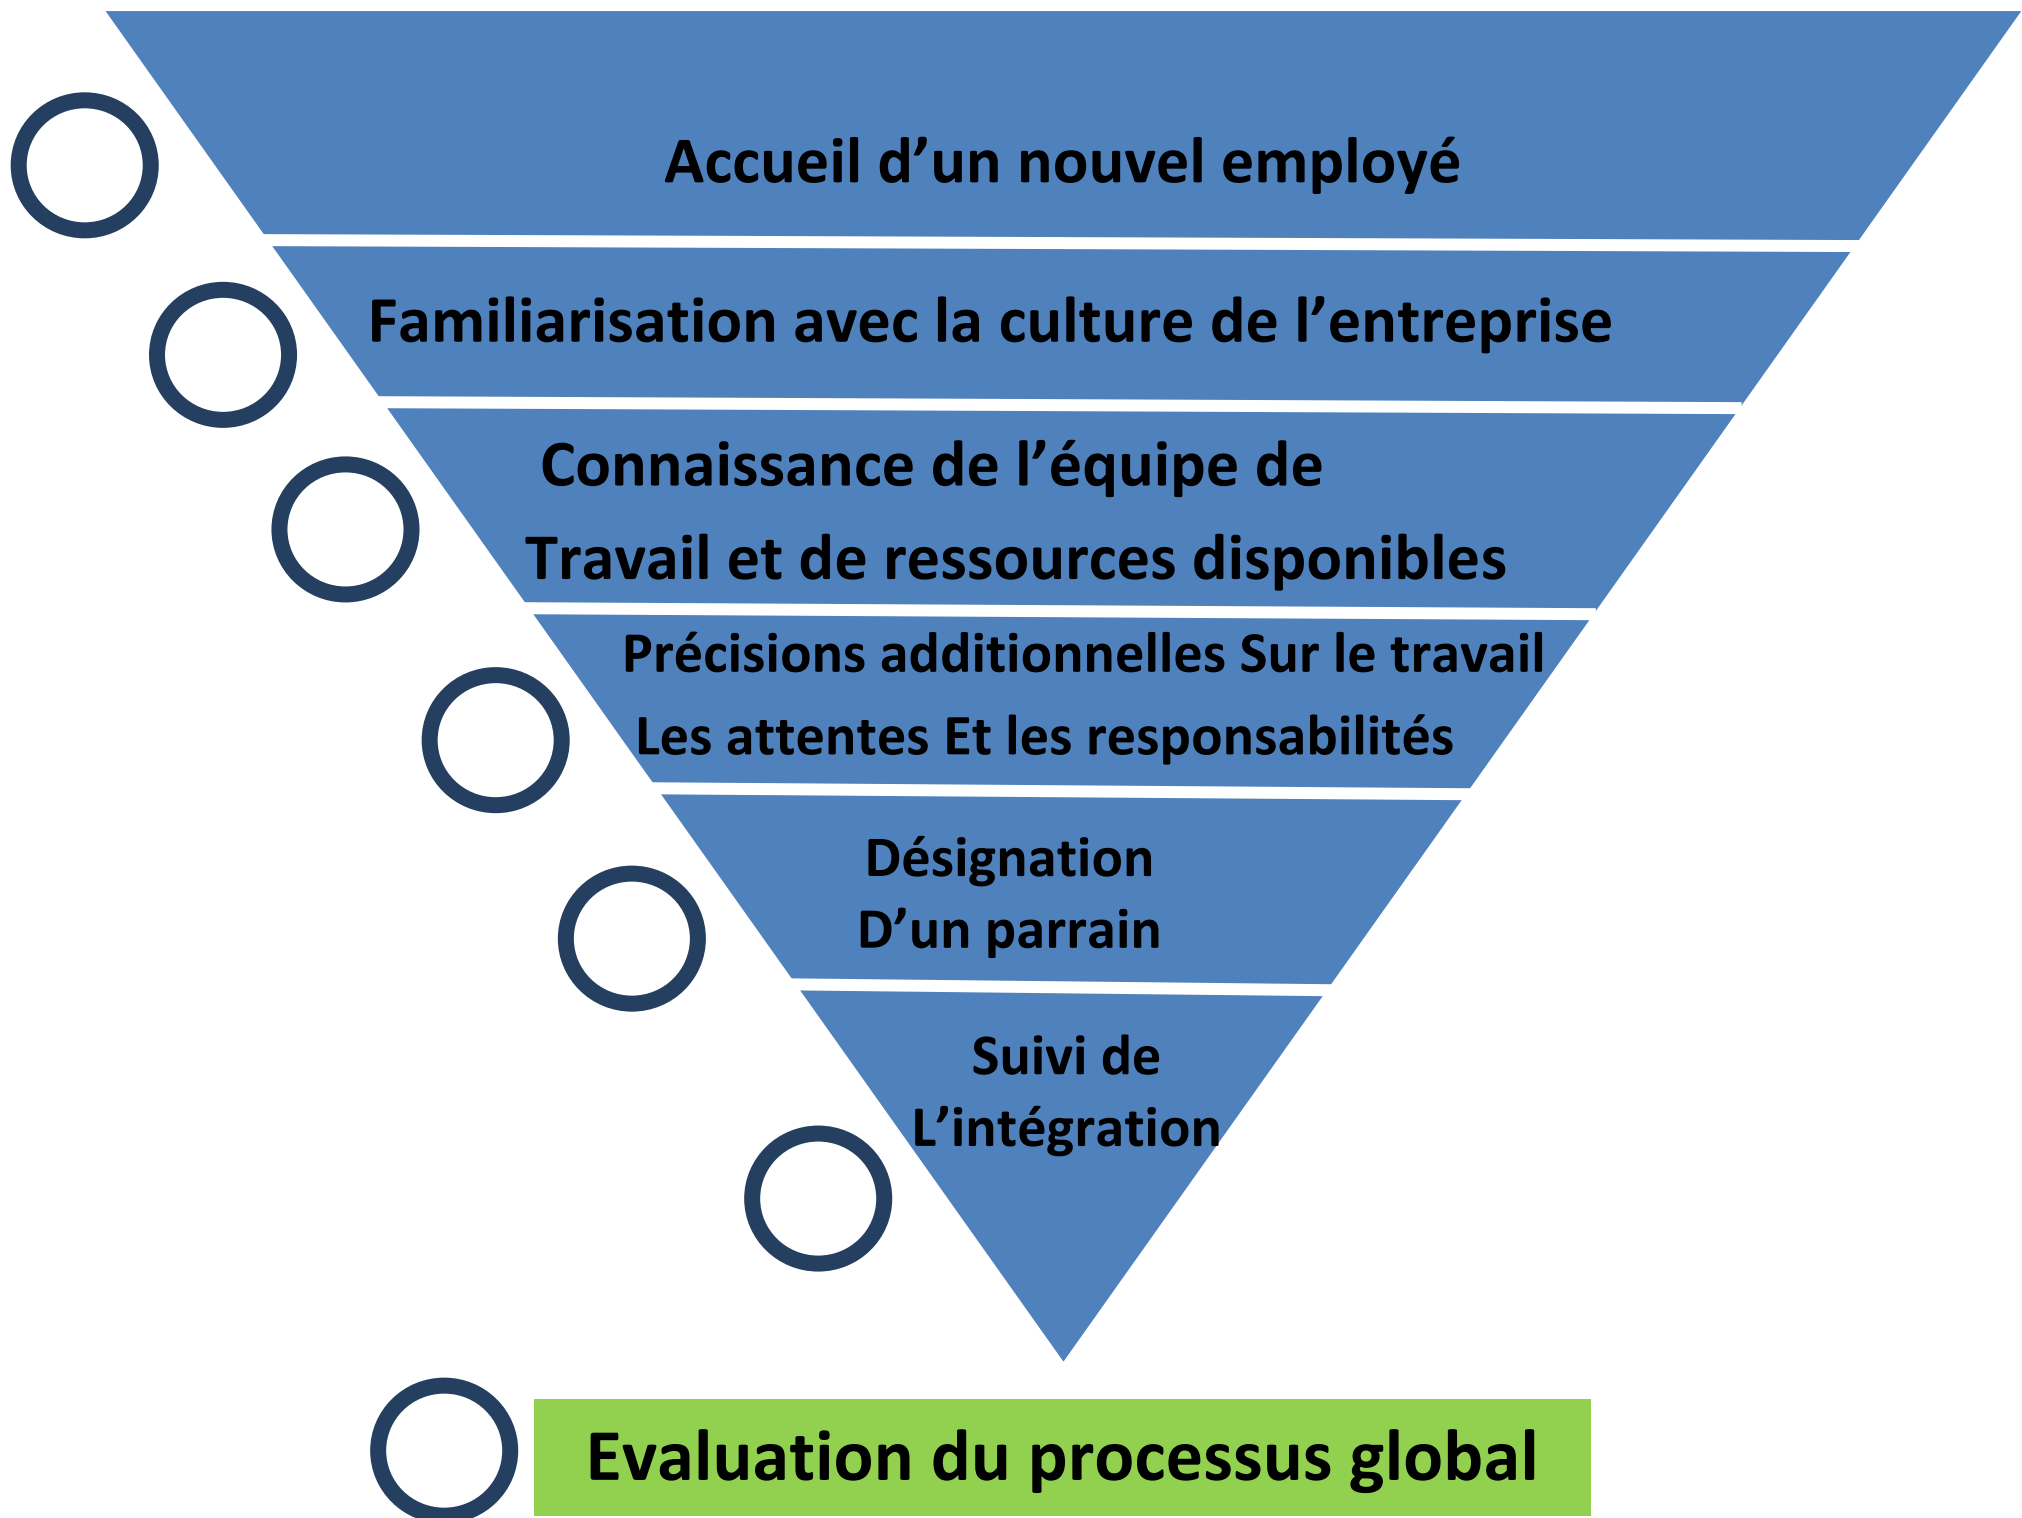 Accueil d’un nouvel employé
Familiarisation avec la culture de l’entreprise
Connaissance de l’équipe de
Travail et de ressources disponibles
Précisions additionnelles Sur le travail
Les attentes Et les responsabilités
Désignation
D’un parrain
Suivi de
L’intégration
Evaluation du processus global